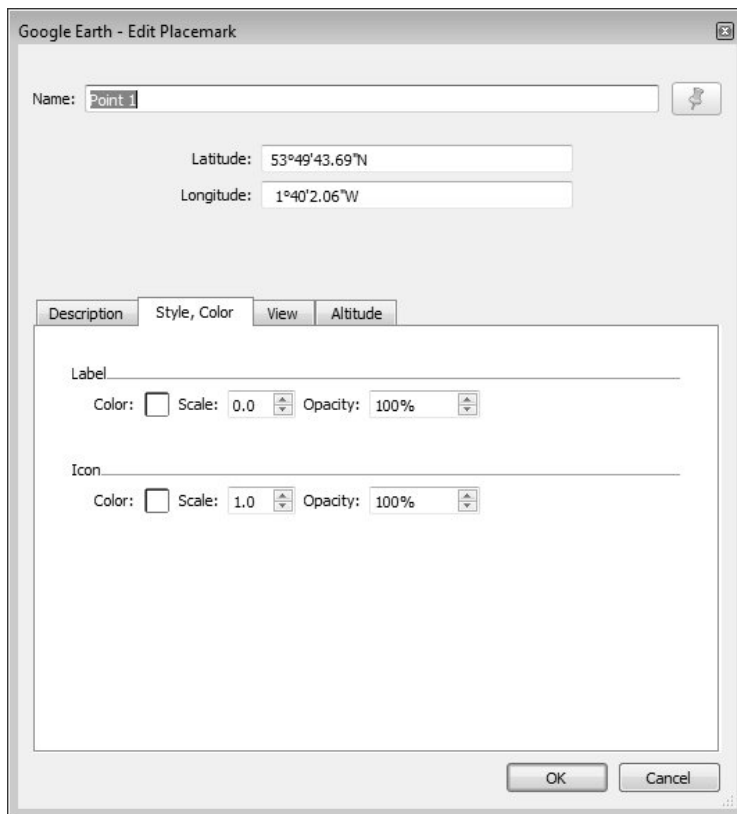 Google Earth - Edit Placemark
Name: Point 1
Latitude: 53°49'43.69"N
Longitude: 1°40'2.06"W
Description Style, Color View Altitude
Label
Color: Scale: 0.0 Opacity: 100%
Icon
Color: Scale: 1.0 Opacity: 100%
OK Cancel